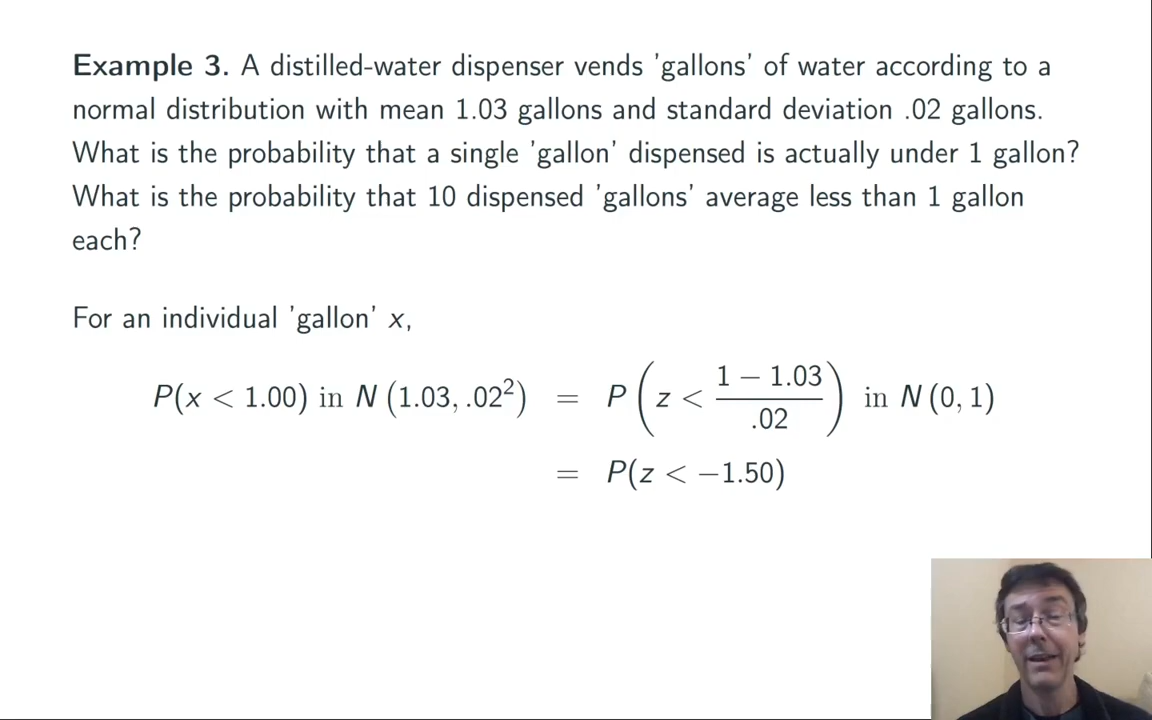 Example 3. A distilled-water dispenser vends 'gallons' of water according to a
normal distribution with mean 1.03 gallons and standard deviation .02 gallons.
What is the probability that a single 'gallon' dispensed is actually under 1 gallon?
What is the probability that 10 dispensed 'gallons' average less than 1 gallon
each?
For an individual 'gallon' x,
P(x < 1.00) in N (1.03, .02²) = P (z < (1 − 1.03)/.02) in N (0, 1)
= P(z < −1.50)